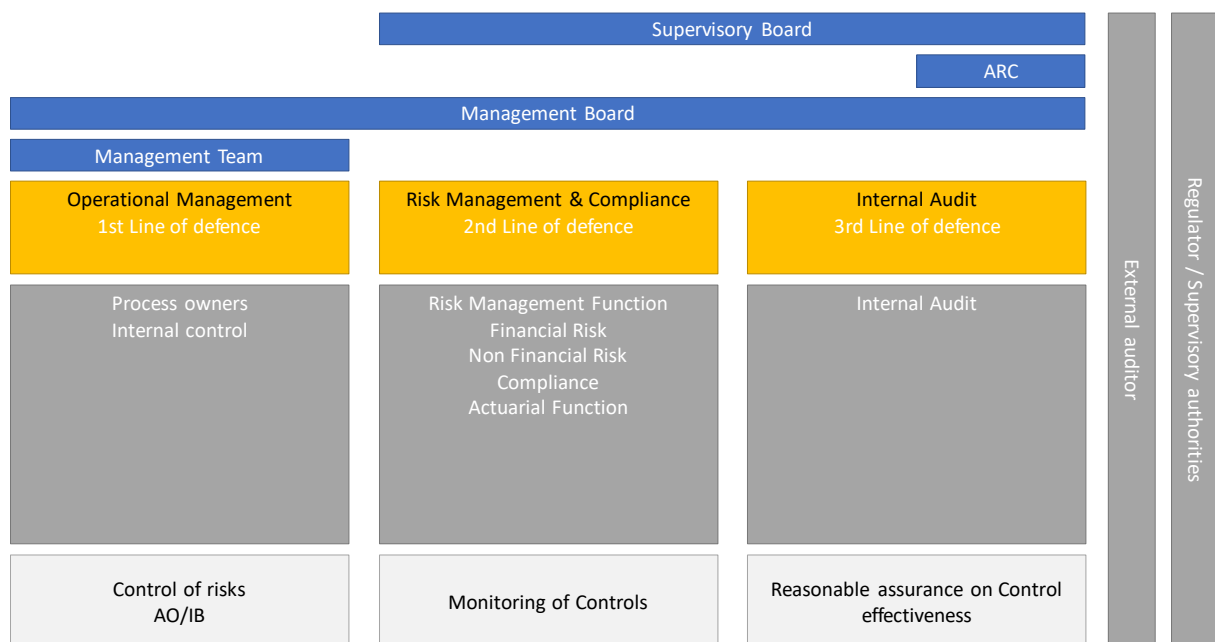 Supervisory Board
ARC
Management Board
Management Team
Operational Management
1st Line of defence
Risk Management & Compliance
2nd Line of defence
Internal Audit
3rd Line of defence
Process owners
Internal control
Risk Management Function
Financial Risk
Non Financial Risk
Compliance
Actuarial Function
Internal Audit
Control of risks
AO/IB
Monitoring of Controls
Reasonable assurance on Control
effectiveness
External auditor
Regulator / Supervisory authorities